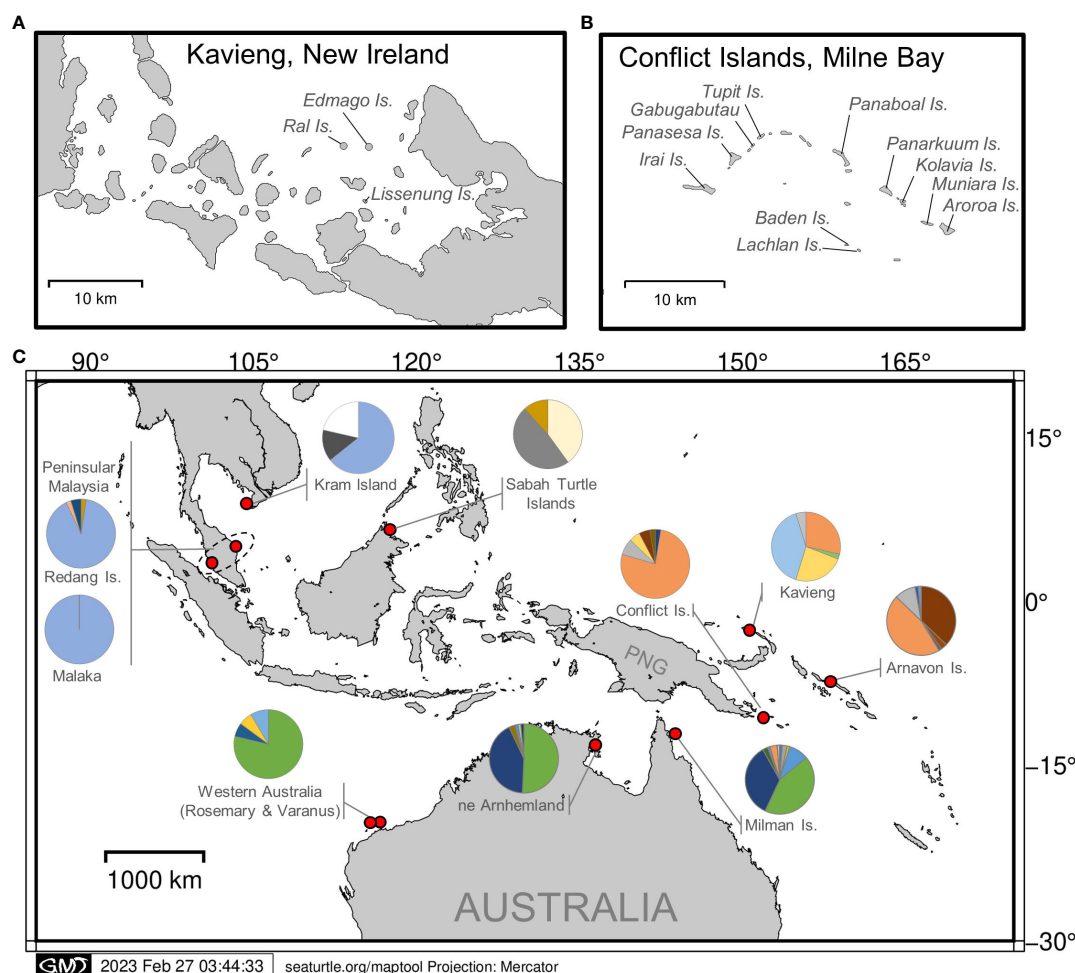 A
Kavieng, New Ireland
Edmago Is.
Ral Is.
Lissenung Is.
10 km
B
Conflict Islands, Milne Bay
Tupit Is.
Gabugabutau
Panasesa Is.
Irai Is.
Panaboal Is.
Panarkuum Is.
Kolavia Is.
Muniara Is.
Aroroa Is.
Baden Is.
Lachlan Is.
10 km
C
90° 105° 120° 135° 150° 165°
15°
0°
−15°
−30°
Peninsular
Malaysia
Redang Is.
Malaka
Kram Island
Sabah Turtle
Islands
Conflict Is.
Kavieng
Arnavon Is.
PNG
Western Australia
(Rosemary & Varanus)
ne Arnhemland
Milman Is.
1000 km
AUSTRALIA
GMD 2023 Feb 27 03:44:33 seaturtle.org/maptool Projection: Mercator